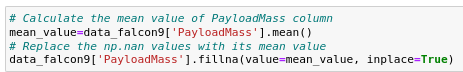 # Calculate the mean value of PayloadMass column
mean_value=data_falcon9['PayloadMass'].mean()
# Replace the np.nan values with its mean value
data_falcon9['PayloadMass'].fillna(value=mean_value, inplace=True)